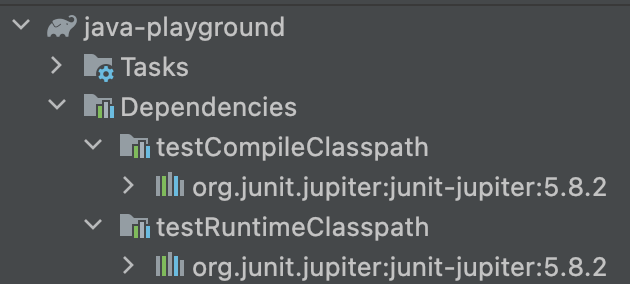 java-playground
Tasks
Dependencies
testCompileClasspath
org.junit.jupiter:junit-jupiter:5.8.2
testRuntimeClasspath
org.junit.jupiter:junit-jupiter:5.8.2